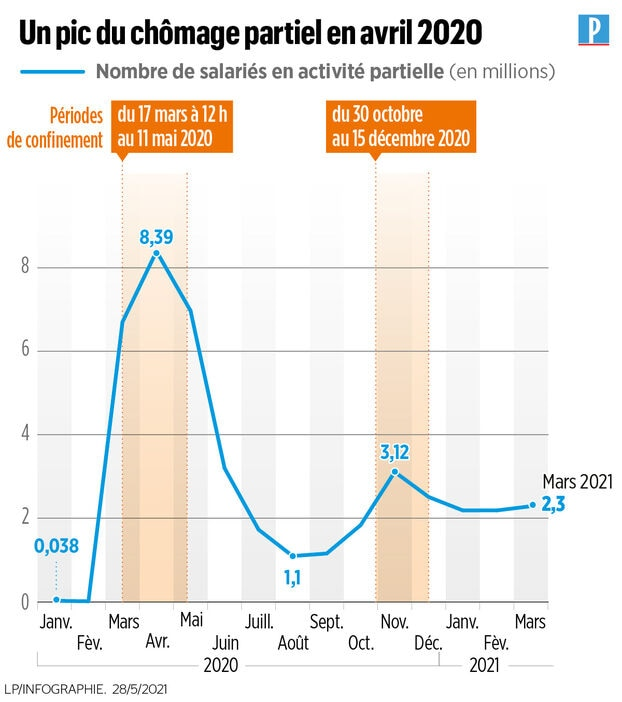 Un pic du chômage partiel en avril 2020
P
Nombre de salariés en activité partielle (en millions)
Périodes
de confinement
du 17 mars à 12 h
au 11 mai 2020
du 30 octobre
au 15 décembre 2020
8,39
8
6
4
3,12
Mars 2021
2,3
2
0,038
1,1
0
Janv.
Fèv.
Mars
Avr.
Mai
Juin
Juill.
Août
Sept.
Oct.
Nov.
Déc.
Janv.
Fèv.
Mars
2020
2021
LP/INFOGRAPHIE. 28/5/2021